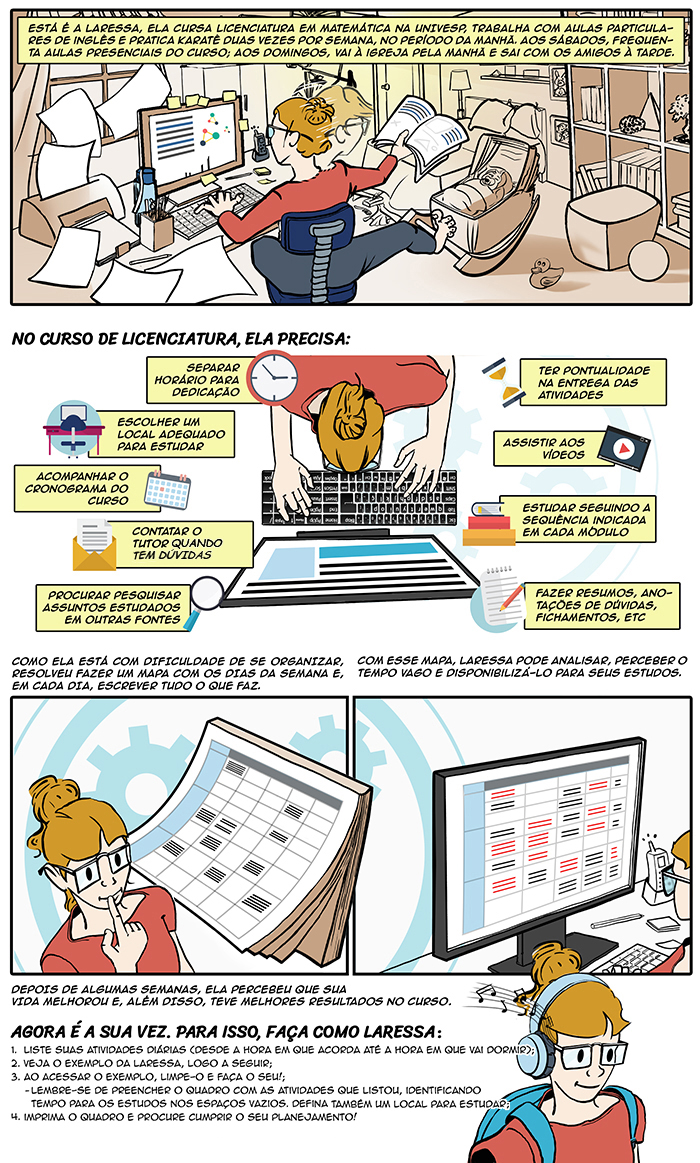 ESTÁ É A LARESSA, ELA CURSA LICENCIATURA EM MATEMÁTICA NA UNIVESP, TRABALHA COM AULAS PARTICULA-
RES DE INGLÊS E PRATICA KARATÊ DUAS VEZES POR SEMANA, NO PERÍODO DA MANHÃ. AOS SÁBADOS, FREQUEN-
TA AULAS PRESENCIAIS DO CURSO; AOS DOMINGOS, VAI À IGREJA PELA MANHÃ E SAI COM OS AMIGOS À TARDE.
NO CURSO DE LICENCIATURA, ELA PRECISA:
SEPARAR
HORÁRIO PARA
DEDICAÇÃO
ESCOLHER UM
LOCAL ADEQUADO
PARA ESTUDAR
ACOMPANHAR O
CRONOGRAMA DO
CURSO
CONTATAR O
TUTOR QUANDO
TEM DÚVIDAS
PROCURAR PESQUISAR
ASSUNTOS ESTUDADOS
EM OUTRAS FONTES
TER PONTUALIDADE
NA ENTREGA DAS
ATIVIDADES
ASSISTIR AOS
VÍDEOS
ESTUDAR SEGUINDO A
SEQUÊNCIA INDICADA
EM CADA MÓDULO
FAZER RESUMOS, ANO-
TAÇÕES DE DÚVIDAS,
FICHAMENTOS, ETC
COMO ELA ESTÁ COM DIFICULDADE DE SE ORGANIZAR,
RESOLVEU FAZER UM MAPA COM OS DIAS DA SEMANA E,
EM CADA DIA, ESCREVER TUDO O QUE FAZ.
COM ESSE MAPA, LARESSA PODE ANALISAR, PERCEBER O
TEMPO VAGO E DISPONIBILIZÁ-LO PARA SEUS ESTUDOS.
DEPOIS DE ALGUMAS SEMANAS, ELA PERCEBEU QUE SUA
VIDA MELHOROU E, ALÉM DISSO, TEVE MELHORES RESULTADOS NO CURSO.
AGORA É A SUA VEZ. PARA ISSO, FAÇA COMO LARESSA:
1. LISTE SUAS ATIVIDADES DIÁRIAS (DESDE A HORA EM QUE ACORDA ATÉ A HORA EM QUE VAI DORMIR);
2. VEJA O EXEMPLO DA LARESSA, LOGO A SEGUIR;
3. AO ACESSAR O EXEMPLO, LIMPE-O E FAÇA O SEU!;
-LEMBRE-SE DE PREENCHER O QUADRO COM AS ATIVIDADES QUE LISTOU, IDENTIFICANDO
TEMPO PARA OS ESTUDOS NOS ESPAÇOS VAZIOS. DEFINA TAMBÉM UM LOCAL PARA ESTUDAR;
4. IMPRIMA O QUADRO E PROCURE CUMPRIR O SEU PLANEJAMENTO!